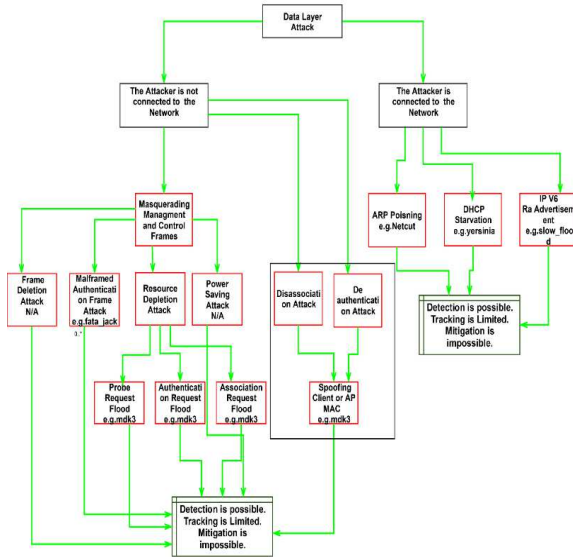 Data Layer
Attack
The Attacker is not
connected to the
Network
The Attacker is
connected to the
Network
Masquerading
Managment
and Control
Frames
ARP Poisning
e.g.Netcut
DHCP
Starvation
e.g.yersinia
IP V6
Ra Advertisem
ent
e.g.slow_floo
d
Frame
Deletion
Attack
N/A
Malframed
Authenticati
on Frame
Attack
e.g.fata_jack
Resource
Depletion
Attack
Power
Saving
Attack
N/A
Disassociati
on Attack
De
authenticati
on Attack
Detection is possible.
Tracking is Limited.
Mitigation is
impossible.
Probe
Request
Flood
e.g.mdk3
Authenticati
on Request
Flood
e.g.mdk3
Association
Request
Flood
e.g.mdk3
Spoofing
Client or AP
MAC
e.g.mdk3
Detection is possible.
Tracking is Limited.
Mitigation is
impossible.